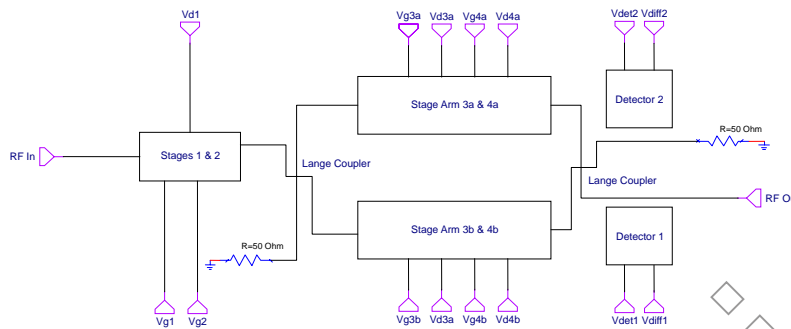 Vd1
Vg3a
Vd3a
Vg4a
Vd4a
Vdet2
Vdiff2
Stage Arm 3a & 4a
Detector 2
R=50 Ohm
RF In
Stages 1 & 2
Lange Coupler
Lange Coupler
RF O
Stage Arm 3b & 4b
Detector 1
R=50 Ohm
Vg1
Vg2
Vg3b
Vd3a
Vg4b
Vd4b
Vdet1
Vdiff1